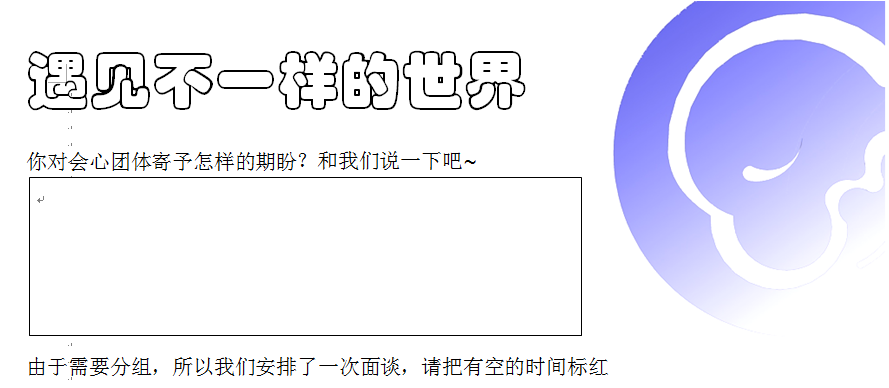 遇见不一样的世界
你对会心团体寄予怎样的期盼？和我们说一下吧~
由于需要分组，所以我们安排了一次面谈，请把有空的时间标红